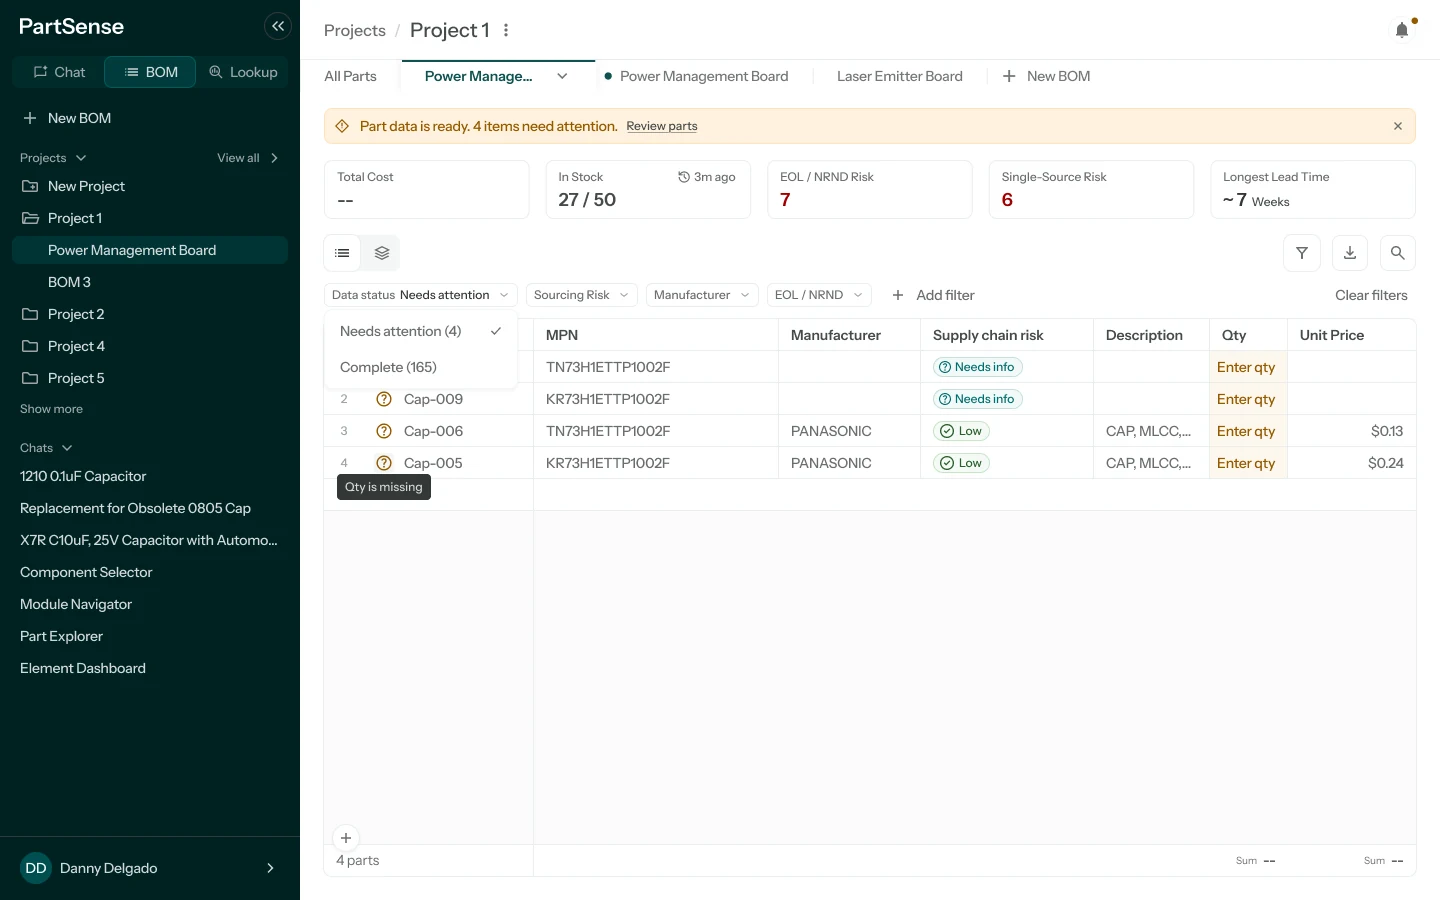 PartSense
Chat
BOM
Lookup
New BOM
Projects
View all
New Project
Project 1
Power Management Board
BOM 3
Project 2
Project 4
Project 5
Show more
Chats
1210 0.1uF Capacitor
Replacement for Obsolete 0805 Cap
X7R C10uF, 25V Capacitor with Automo...
Component Selector
Module Navigator
Part Explorer
Element Dashboard
DD Danny Delgado
Projects / Project 1
All Parts
Power Manage...
Power Management Board
Laser Emitter Board
New BOM
Part data is ready. 4 items need attention. Review parts
Total Cost
--
In Stock 3m ago
27 / 50
EOL / NRND Risk
7
Single-Source Risk
6
Longest Lead Time
~ 7 Weeks
Data status Needs attention
Sourcing Risk
Manufacturer
EOL / NRND
Add filter
Clear filters
Needs attention (4)
Complete (165)
MPN Manufacturer Supply chain risk Description Qty Unit Price
TN73H1ETTP1002F Needs info Enter qty
2 Cap-009 KR73H1ETTP1002F Needs info Enter qty
3 Cap-006 TN73H1ETTP1002F PANASONIC Low CAP, MLCC,... Enter qty $0.13
4 Cap-005 KR73H1ETTP1002F PANASONIC Low CAP, MLCC,... Enter qty $0.24
Qty is missing
4 parts
Sum --
Sum --